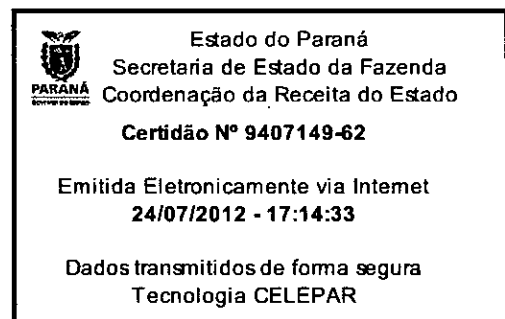 Estado do Paraná
Secretaria de Estado da Fazenda
PARANÁ
Coordenação da Receita do Estado
Certidão Nº 9407149-62
Emitida Eletronicamente via Internet
24/07/2012 - 17:14:33
Dados transmitidos de forma segura
Tecnologia CELEPAR